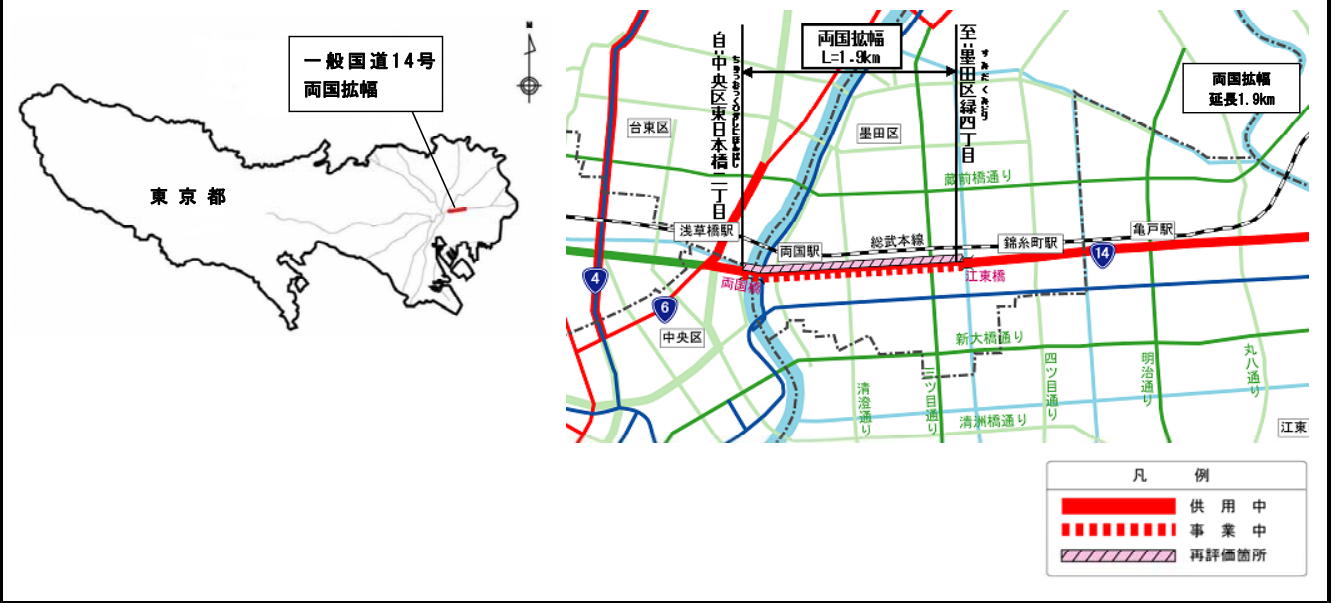 一般国道14号
両国拡幅
東京都
N
自:中央区東日本橋二丁目
両国拡幅
L=1.9km
至:墨田区緑四丁目
すみだくみどり
両国拡幅
延長1.9km
台東区
墨田区
蔵前橋通り
浅草橋駅
両国駅
総武本線
錦糸町駅
亀戸駅
14
4
両国橋
江東橋
6
中央区
新大橋通り
清澄通り
三ツ目通り
四ツ目通り
明治通り
丸八通り
清洲橋通り
江東
凡例
供用中
事業中
再評価箇所